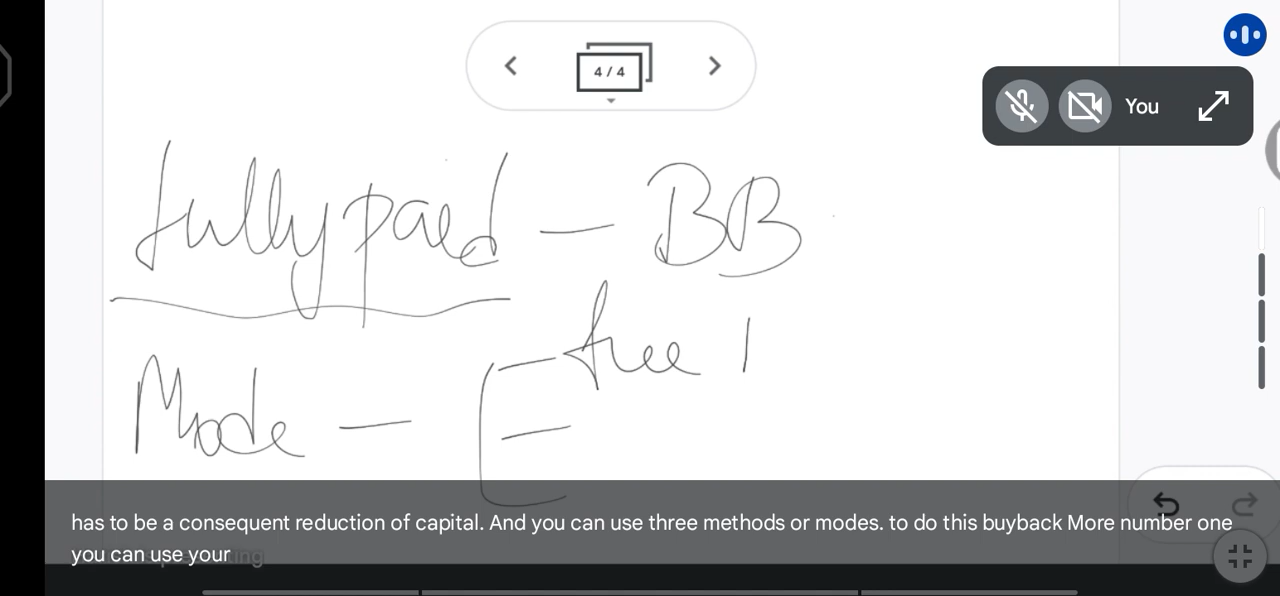 4 / 4
You
fully paid – BB
Mode – free
has to be a consequent reduction of capital. And you can use three methods or modes. to do this buyback More number one
you can use your